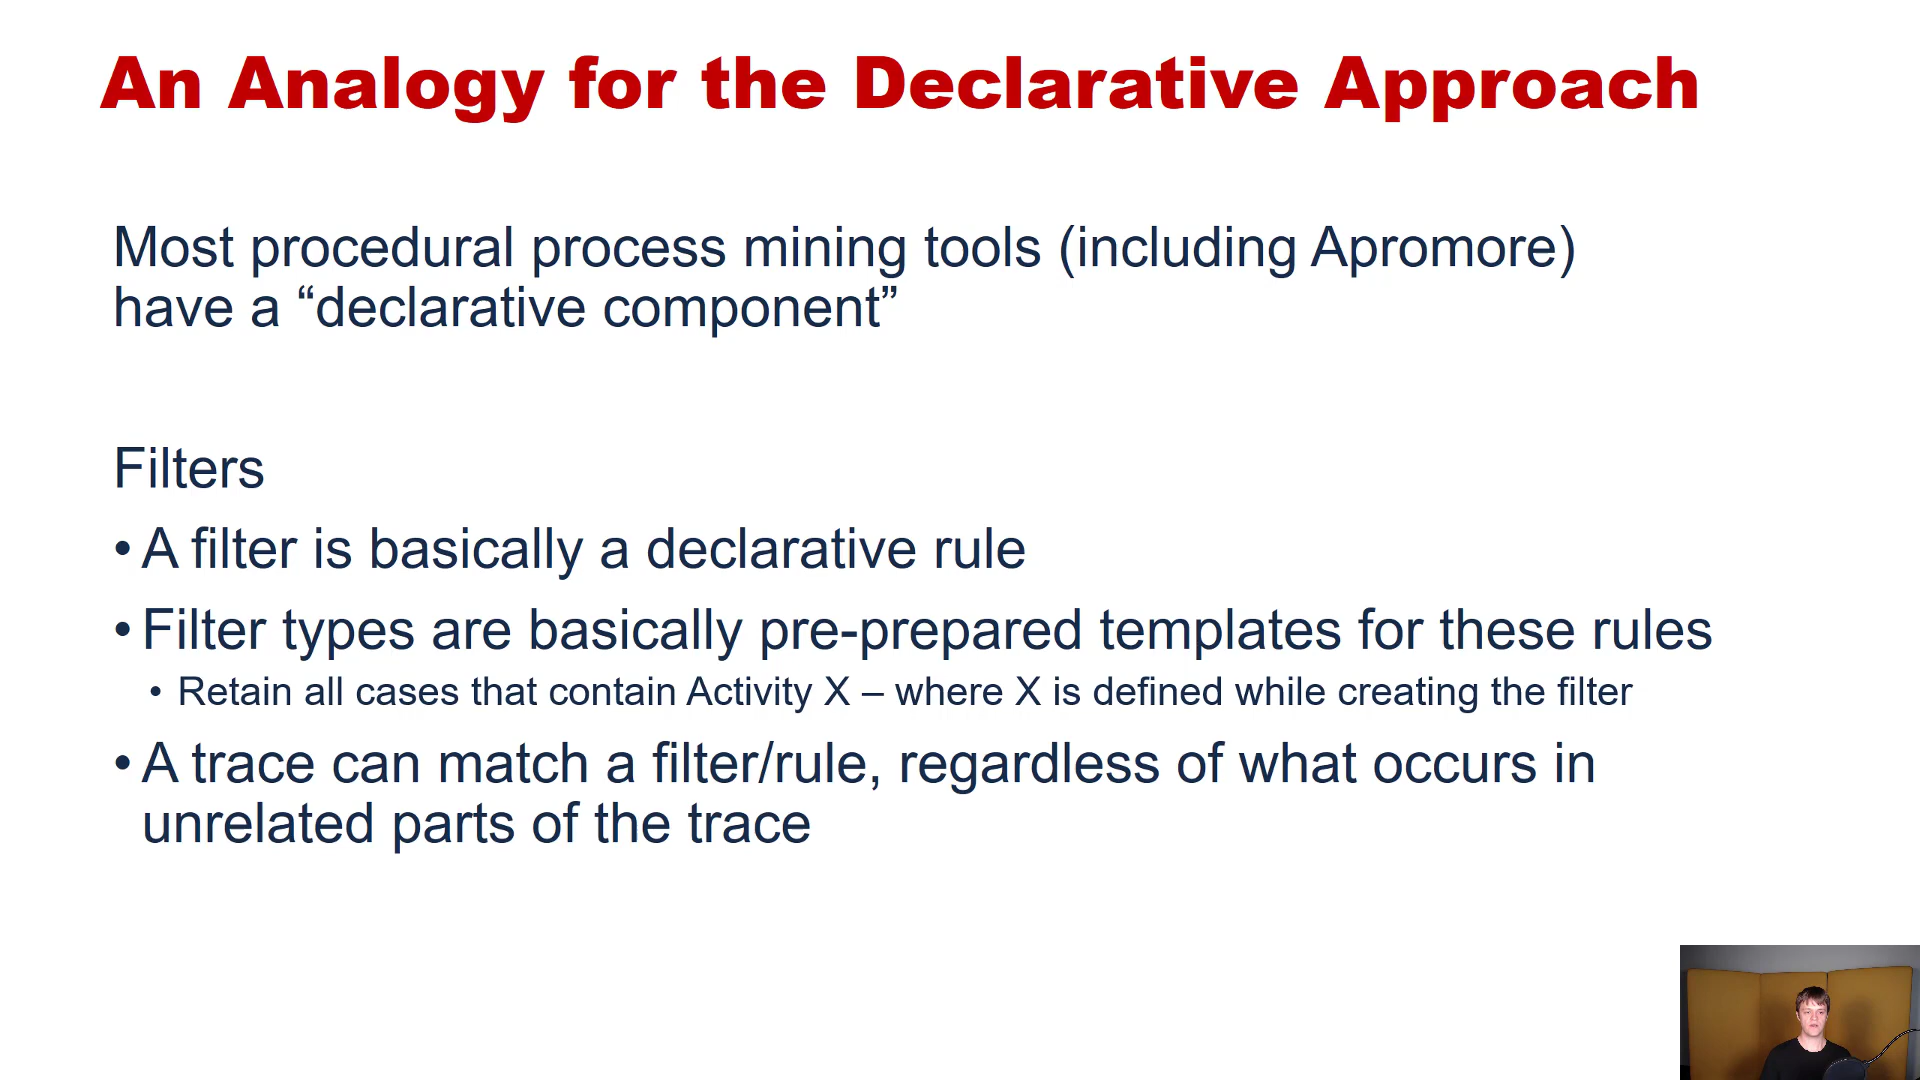 An Analogy for the Declarative Approach
Most procedural process mining tools (including Apromore)
have a “declarative component”
Filters
• A filter is basically a declarative rule
• Filter types are basically pre-prepared templates for these rules
• Retain all cases that contain Activity X – where X is defined while creating the filter
• A trace can match a filter/rule, regardless of what occurs in
unrelated parts of the trace